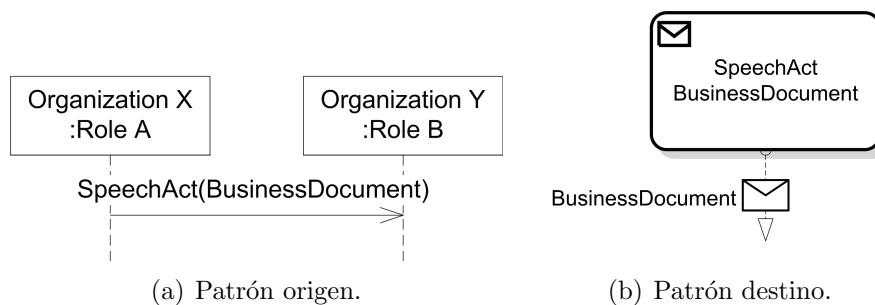 Organization X
:Role A
Organization Y
:Role B
SpeechAct(BusinessDocument)
(a) Patrón origen.
SpeechAct
BusinessDocument
BusinessDocument
(b) Patrón destino.